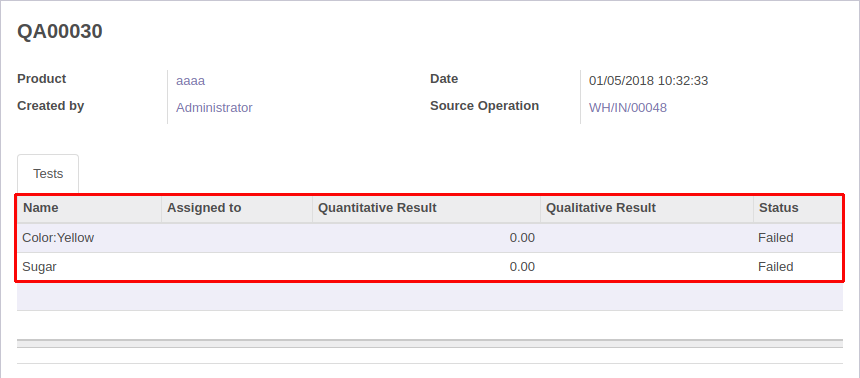 QA00030
Product aaaa Date 01/05/2018 10:32:33
Created by Administrator Source Operation WH/IN/00048
Tests
Name Assigned to Quantitative Result Qualitative Result Status
Color:Yellow 0.00 Failed
Sugar 0.00 Failed